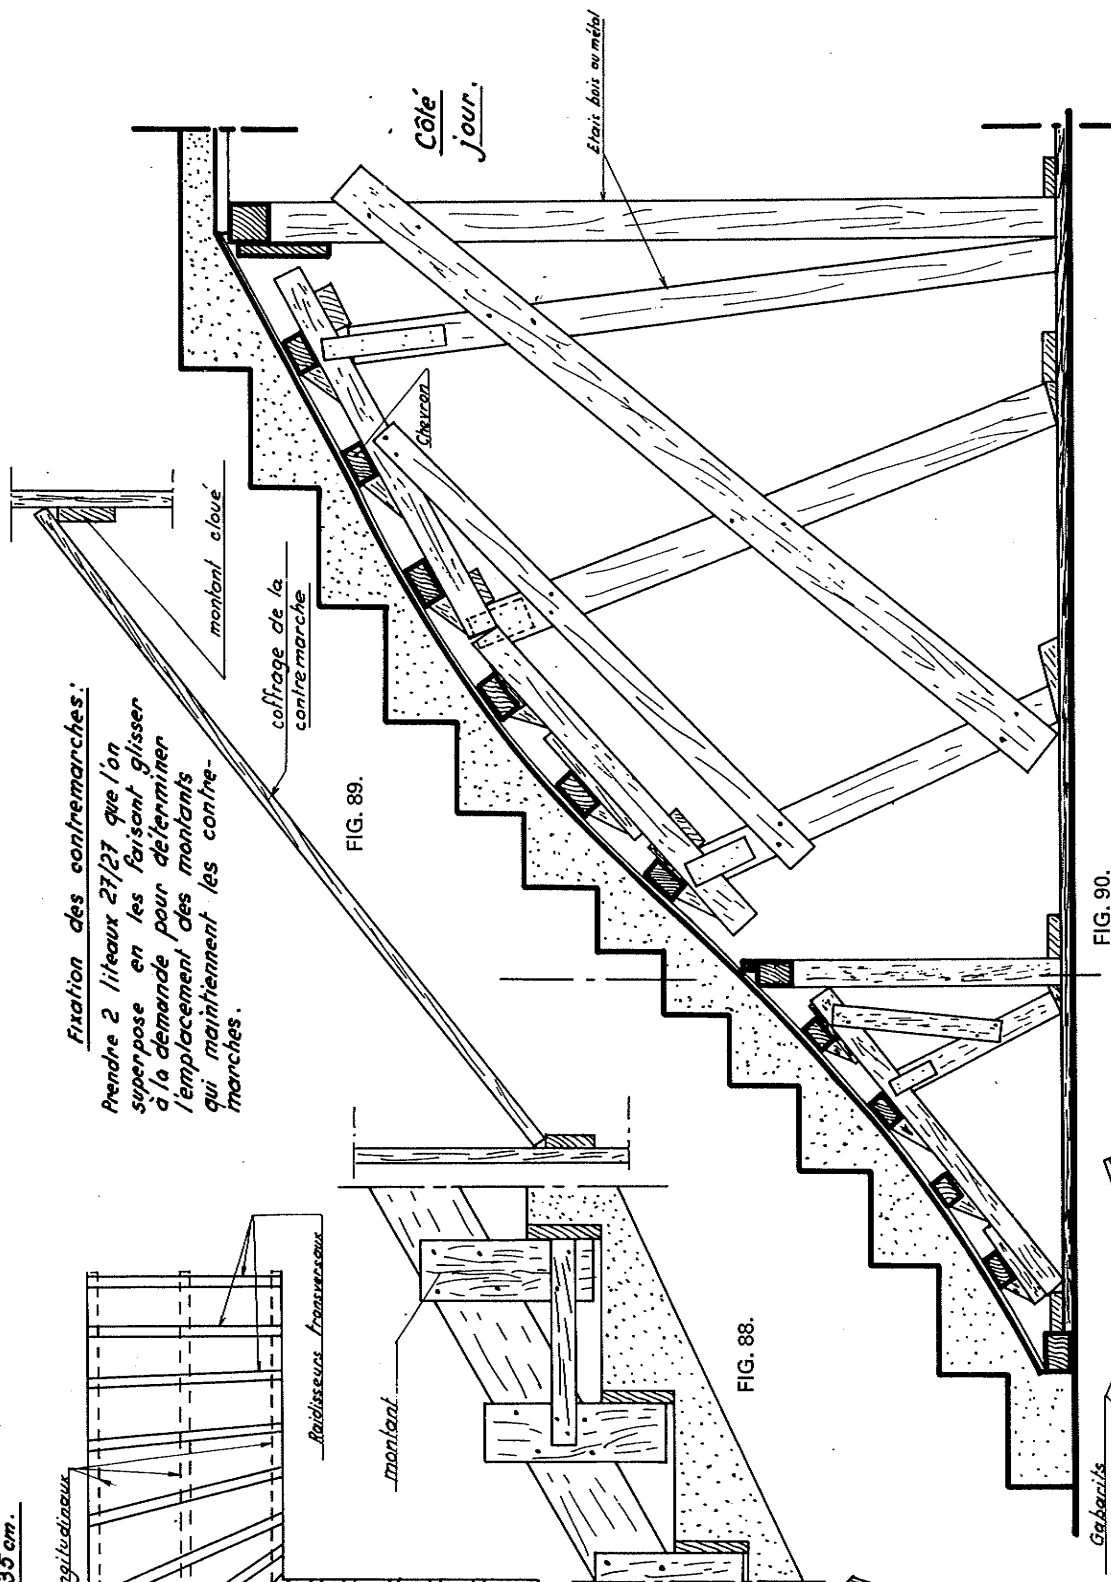 Fixation des contremarches:
Prendre 2 liteaux 27/27 que l'on
superpose en les faisant glisser
à la demande pour déterminer
l'emplacement des montants
qui maintiennent les contre-
marches.
montant cloué
coffrage de la
contremarche
FIG. 89.
Côté
jour.
Etais bois ou métal
Chevron
FIG. 90.
35 cm.
Raidisseurs transversaux
montant
FIG. 88.
Gabarits